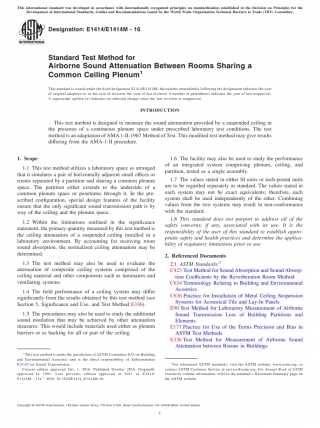 This international standard was developed in accordance with internationally recognized principles on standardization established in the Decision on Principles for the
Development of International Standards, Guides and Recommendations issued by the World Trade Organization Technical Barriers to Trade (TBT) Committee.
Designation: E1414/E1414M – 16
Standard Test Method for
Airborne Sound Attenuation Between Rooms Sharing a
Common Ceiling Plenum1
This standard is issued under the fixed designation E1414/E1414M; the number immediately following the designation indicates the year
of original adoption or, in the case of revision, the year of last revision. A number in parentheses indicates the year of last reapproval.
A superscript epsilon (ε) indicates an editorial change since the last revision or reapproval.
INTRODUCTION
This test method is designed to measure the sound attenuation provided by a suspended ceiling in
the presence of a continuous plenum space under prescribed laboratory test conditions. The test
method is an adaptation of AMA 1-II-1967 Method of Test. This modified test method may give results
differing from the AMA-1-II procedure.
1. Scope
1.1 This test method utilizes a laboratory space so arranged
that it simulates a pair of horizontally adjacent small offices or
rooms separated by a partition and sharing a common plenum
space. The partition either extends to the underside of a
common plenum space or penetrates through it. In the pre-
scribed configuration, special design features of the facility
ensure that the only significant sound transmission path is by
way of the ceiling and the plenum space.
1.2 Within the limitations outlined in the significance
statement, the primary quantity measured by this test method is
the ceiling attenuation of a suspended ceiling installed in a
laboratory environment. By accounting for receiving room
sound absorption, the normalized ceiling attenuation may be
determined.
1.3 The test method may also be used to evaluate the
attenuation of composite ceiling systems comprised of the
ceiling material and other components such as luminaires and
ventilating systems.
1.4 The field performance of a ceiling system may differ
significantly from the results obtained by this test method (see
Section 5, Significance and Use, and Test Method E336).
1.5 The procedures may also be used to study the additional
sound insulation that may be achieved by other attenuation
measures. This would include materials used either as plenum
barriers or as backing for all or part of the ceiling.
1.6 The facility may also be used to study the performance
of an integrated system comprising plenum, ceiling, and
partition, tested as a single assembly.
1.7 The values stated in either SI units or inch-pound units
are to be regarded separately as standard. The values stated in
each system may not be exact equivalents; therefore, each
system shall be used independently of the other. Combining
values from the two systems may result in non-conformance
with the standard.
1.8 This standard does not purport to address all of the
safety concerns, if any, associated with its use. It is the
responsibility of the user of this standard to establish appro-
priate safety and health practices and determine the applica-
bility of regulatory limitations prior to use.
2. Referenced Documents
2.1 ASTM Standards:2
C423 Test Method for Sound Absorption and Sound Absorp-
tion Coefficients by the Reverberation Room Method
C634 Terminology Relating to Building and Environmental
Acoustics
C636 Practice for Installation of Metal Ceiling Suspension
Systems for Acoustical Tile and Lay-In Panels
E90 Test Method for Laboratory Measurement of Airborne
Sound Transmission Loss of Building Partitions and
Elements
E177 Practice for Use of the Terms Precision and Bias in
ASTM Test Methods
E336 Test Method for Measurement of Airborne Sound
Attenuation between Rooms in Buildings
1 This test method is under the jurisdiction of ASTM Committee E33 on Building
and Environmental Acoustics and is the direct responsibility of Subcommittee
E33.03 on Sound Transmission.
Current edition approved Oct. 1, 2016. Published October 2016. Originally
approved in 1991. Last previous edition approved in 2011 as E1414/
2 For referenced ASTM standards, visit the ASTM website, www.astm.org, or
contact ASTM Customer Service at service@astm.org. For Annual Book of ASTM
Standards volume information, refer to the standard's Document Summary page on
the ASTM website.
Copyright © ASTM International, 100 Barr Harbor Drive, PO Box C700, West Conshohocken, PA 19428-2959. United States
1